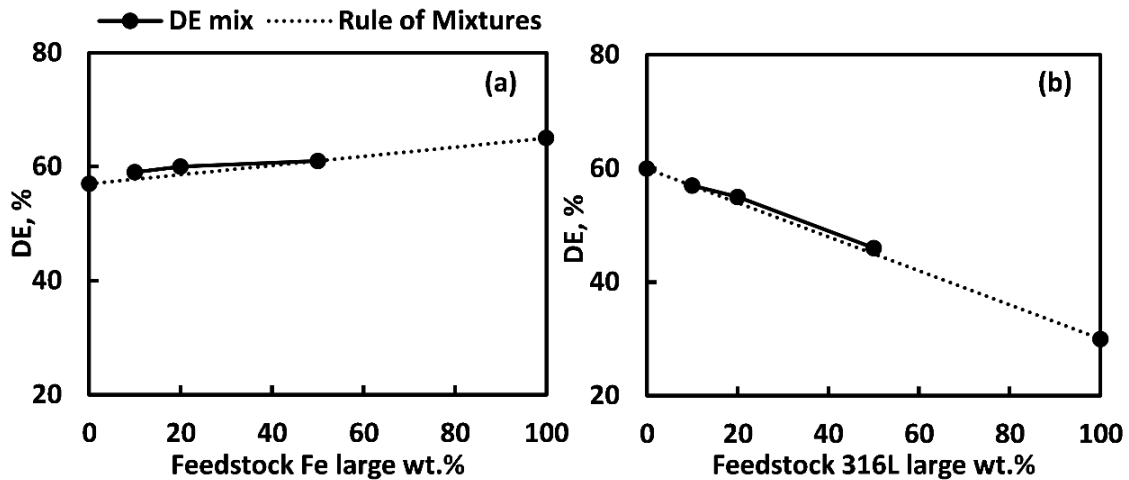 DE mix Rule of Mixtures
80
60
40
20
DE, %
(a)
0 20 40 60 80 100
Feedstock Fe large wt.%
80
60
40
20
DE, %
(b)
0 20 40 60 80 100
Feedstock 316L large wt.%